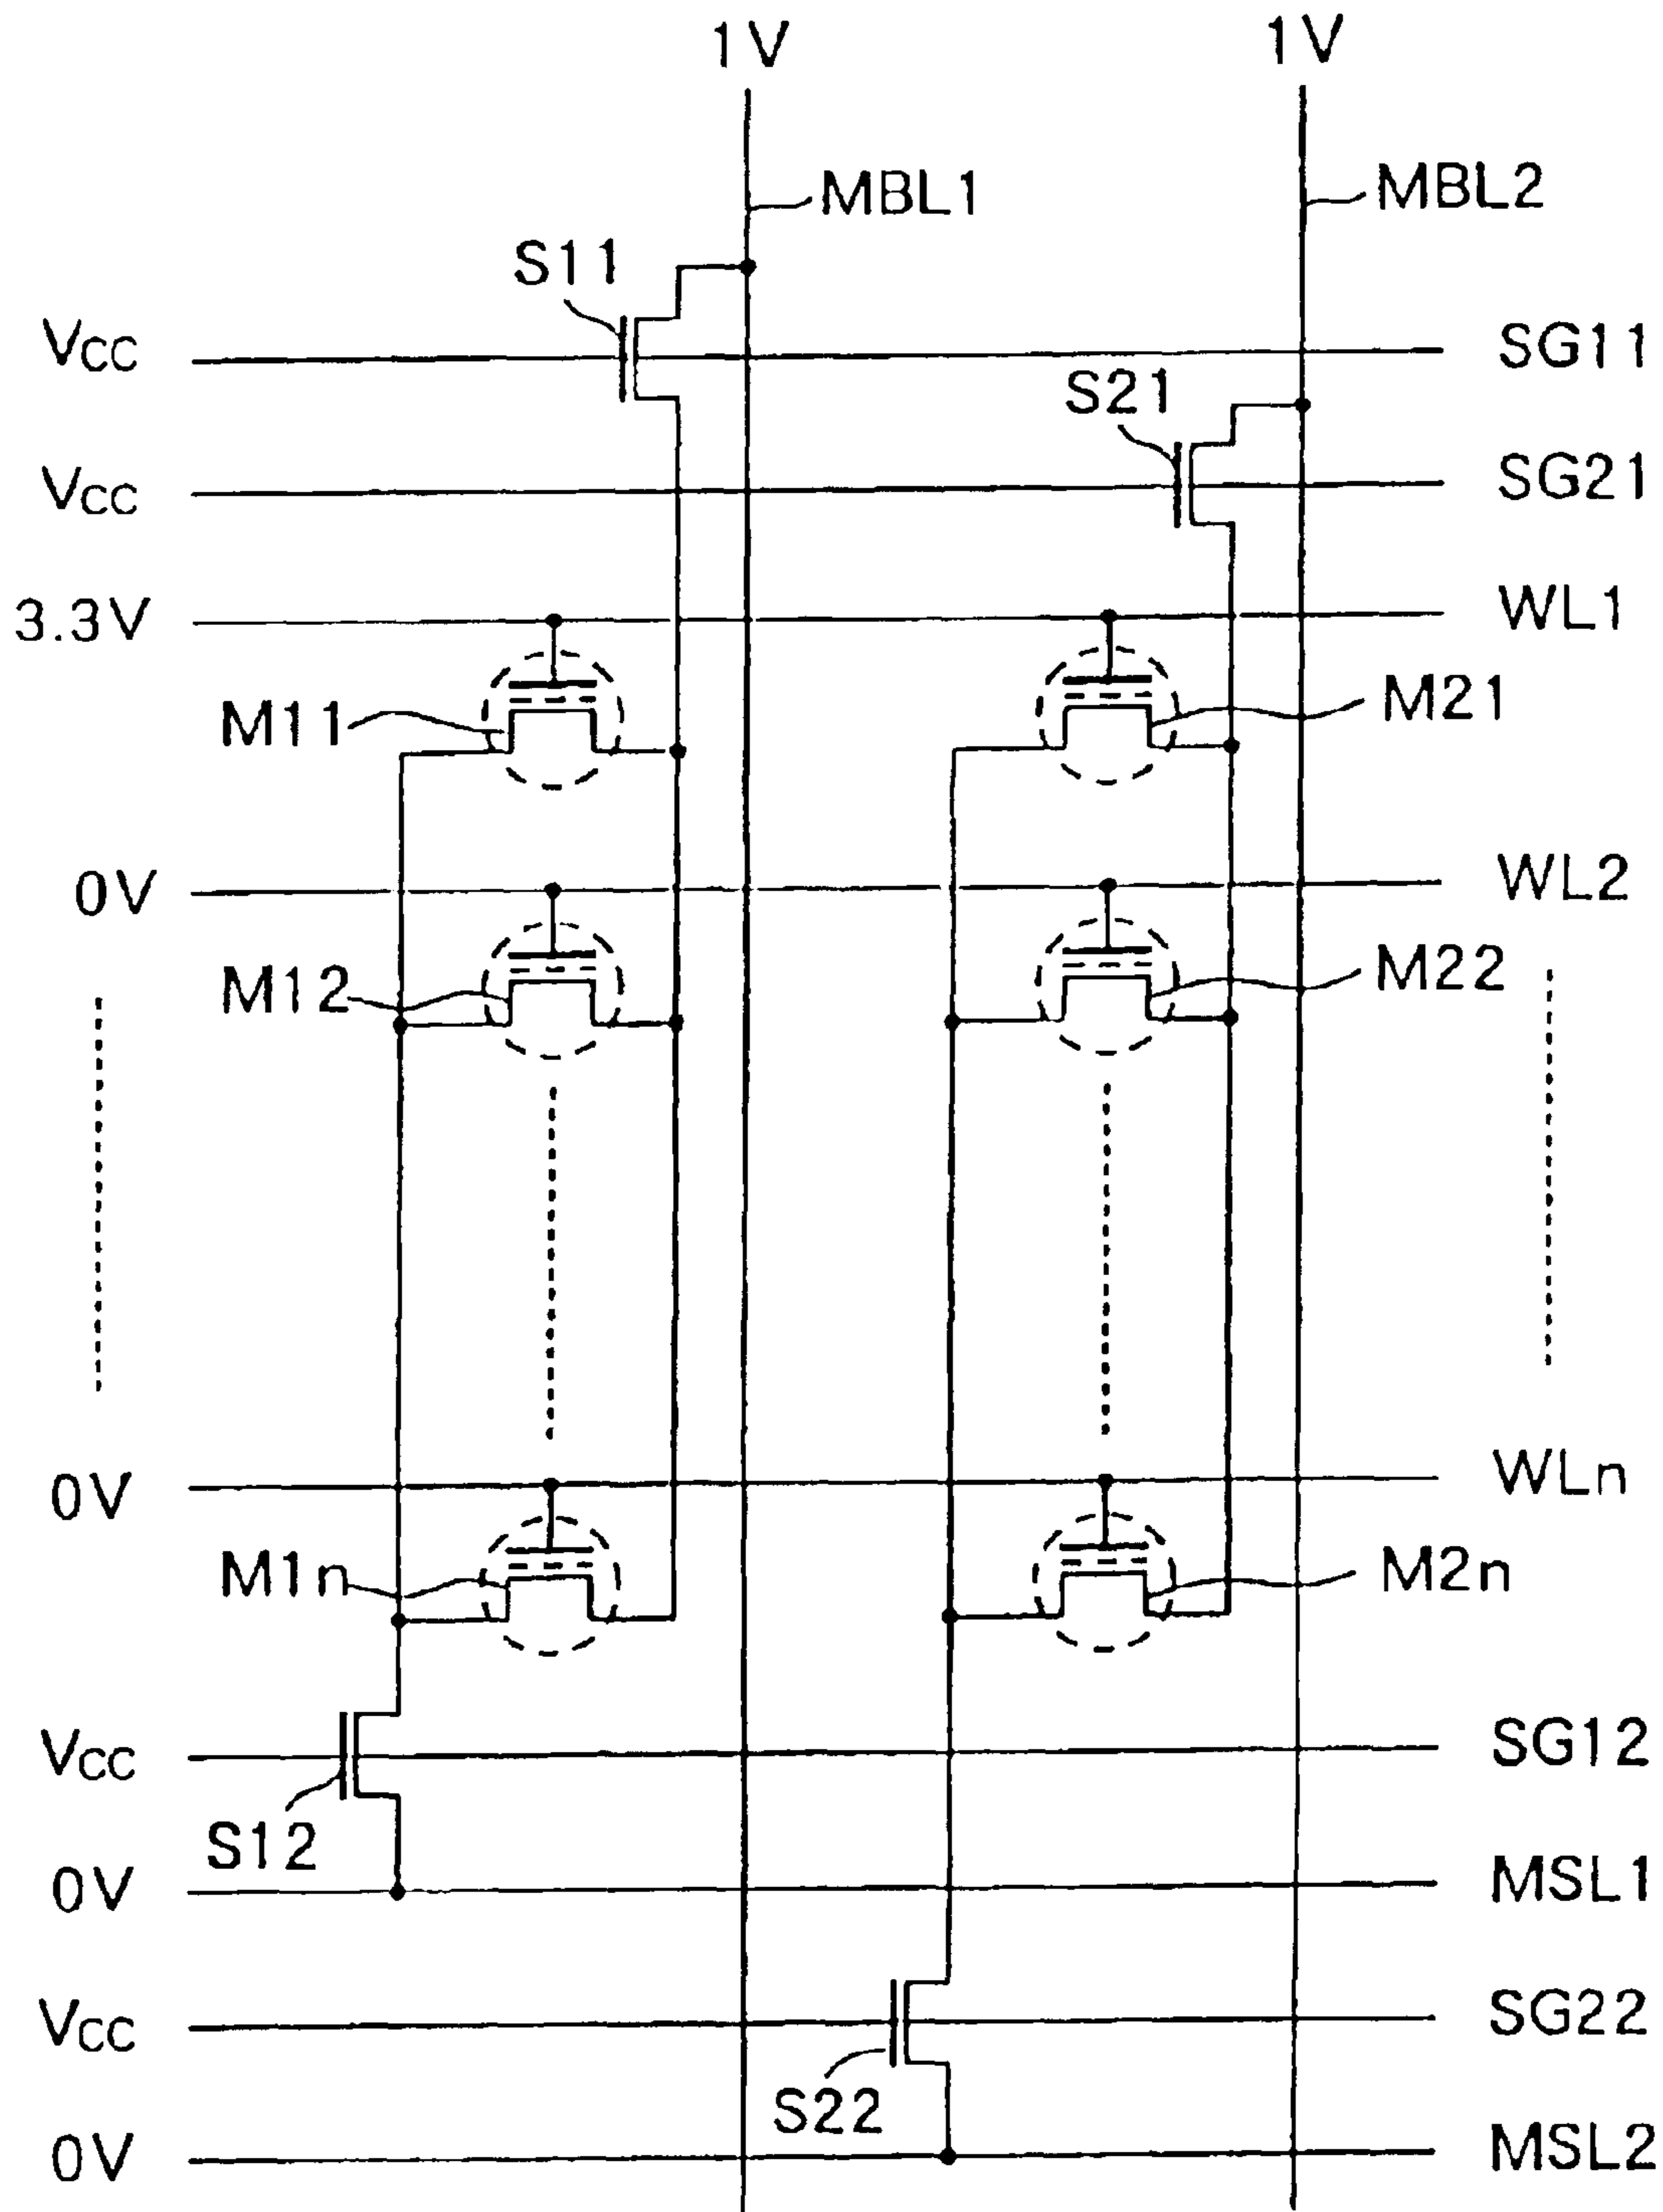 1V 1V
MBL1 MBL2
S11
VCC SG11
S21
VCC SG21
3.3V WL1
M11 M21
0V WL2
M12 M22
0V WLn
M1n M2n
VCC SG12
S12
0V MSL1
VCC SG22
S22
0V MSL2